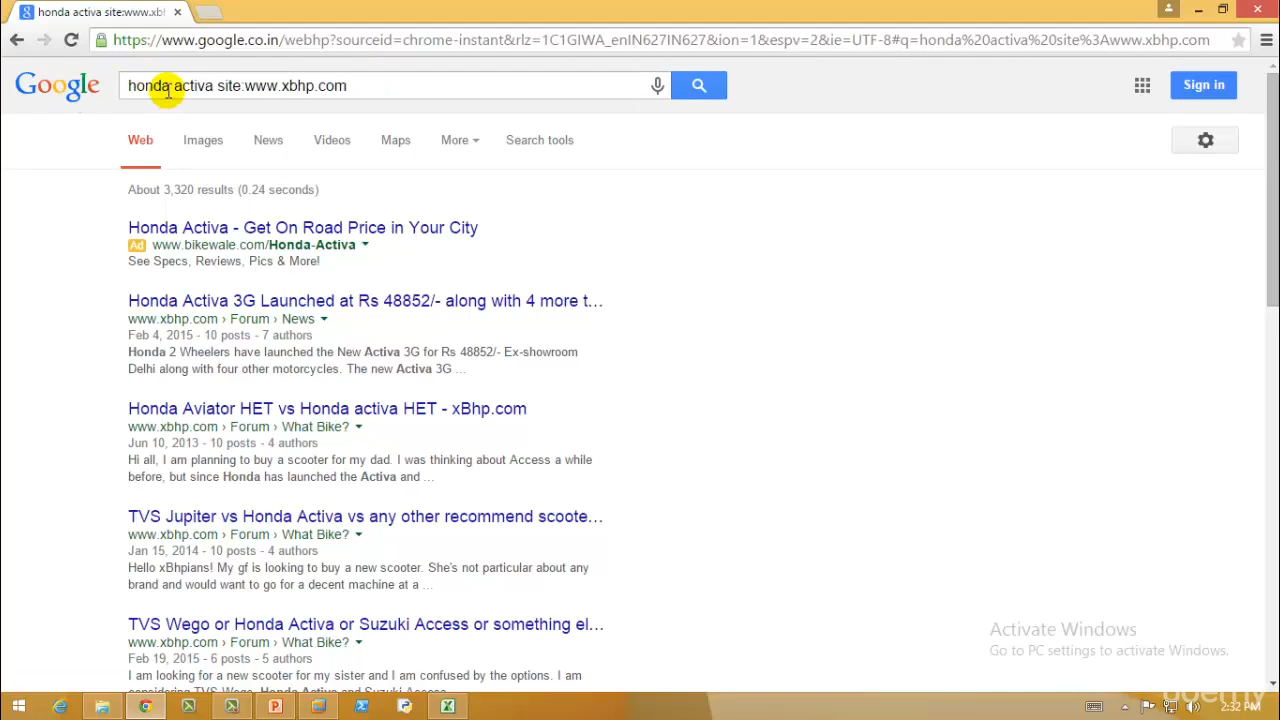 honda activa site:www.xb
https://www.google.co.in/webhp?sourceid=chrome-instant&rlz=1C1GIWA_enIN627IN627&ion=1&espv=2&ie=UTF-8#q=honda%20activa%20site%3Awww.xbhp.com
Google
honda activa site:www.xbhp.com
Sign in
Web Images News Videos Maps More Search tools
About 3,320 results (0.24 seconds)
Honda Activa - Get On Road Price in Your City
Ad www.bikewale.com/Honda-Activa
See Specs, Reviews, Pics & More!
Honda Activa 3G Launched at Rs 48852/- along with 4 more t...
www.xbhp.com › Forum › News
Feb 4, 2015 - 10 posts - 7 authors
Honda 2 Wheelers have launched the New Activa 3G for Rs 48852/- Ex-showroom
Delhi along with four other motorcycles. The new Activa 3G ...
Honda Aviator HET vs Honda activa HET - xBhp.com
www.xbhp.com › Forum › What Bike?
Jun 10, 2013 - 10 posts - 4 authors
Hi all, I am planning to buy a scooter for my dad. I was thinking about Access a while
before, but since Honda has launched the Activa and ...
TVS Jupiter vs Honda Activa vs any other recommend scoote...
www.xbhp.com › Forum › What Bike?
Jan 15, 2014 - 10 posts - 4 authors
Hello xBhpians! My gf is looking to buy a new scooter. She's not particular about any
brand and would want to go for a decent machine at a ...
TVS Wego or Honda Activa or Suzuki Access or something el...
www.xbhp.com › Forum › What Bike?
Feb 19, 2015 - 6 posts - 5 authors
I am looking for a new scooter for my sister and I am confused by the options. I am
considering TVS Wego, Honda Activa and Suzuki Access
Activate Windows
Go to PC settings to activate Windows.
udemy
2:32 PM